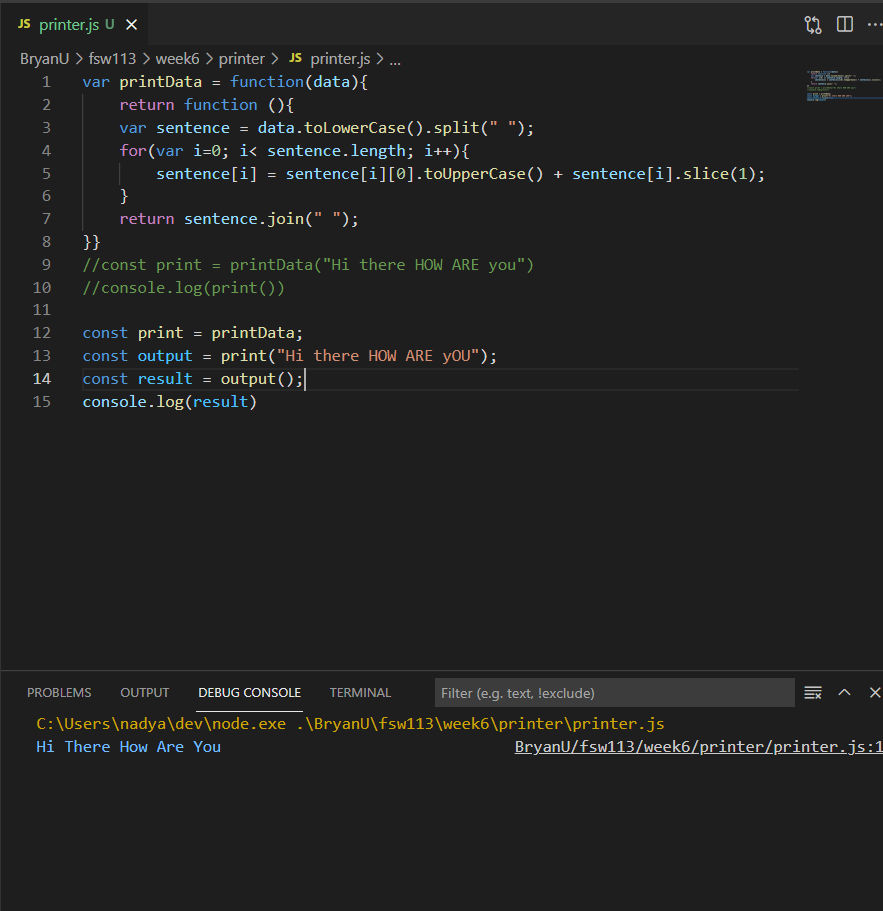 JS printer.js U ×
BryanU > fsw113 > week6 > printer > JS printer.js > ...
1 var printData = function(data){
2     return function (){
3     var sentence = data.toLowerCase().split(" ");
4     for(var i=0; i< sentence.length; i++){
5         sentence[i] = sentence[i][0].toUpperCase() + sentence[i].slice(1);
6     }
7     return sentence.join(" ");
8 }}
9 //const print = printData("Hi there HOW ARE you")
10 //console.log(print())
11
12 const print = printData;
13 const output = print("Hi there HOW ARE yOU");
14 const result = output();
15 console.log(result)
PROBLEMS OUTPUT DEBUG CONSOLE TERMINAL Filter (e.g. text, !exclude)
C:\Users\nadya\dev\node.exe .\BryanU\fsw113\week6\printer\printer.js
Hi There How Are You BryanU/fsw113/week6/printer/printer.js:1